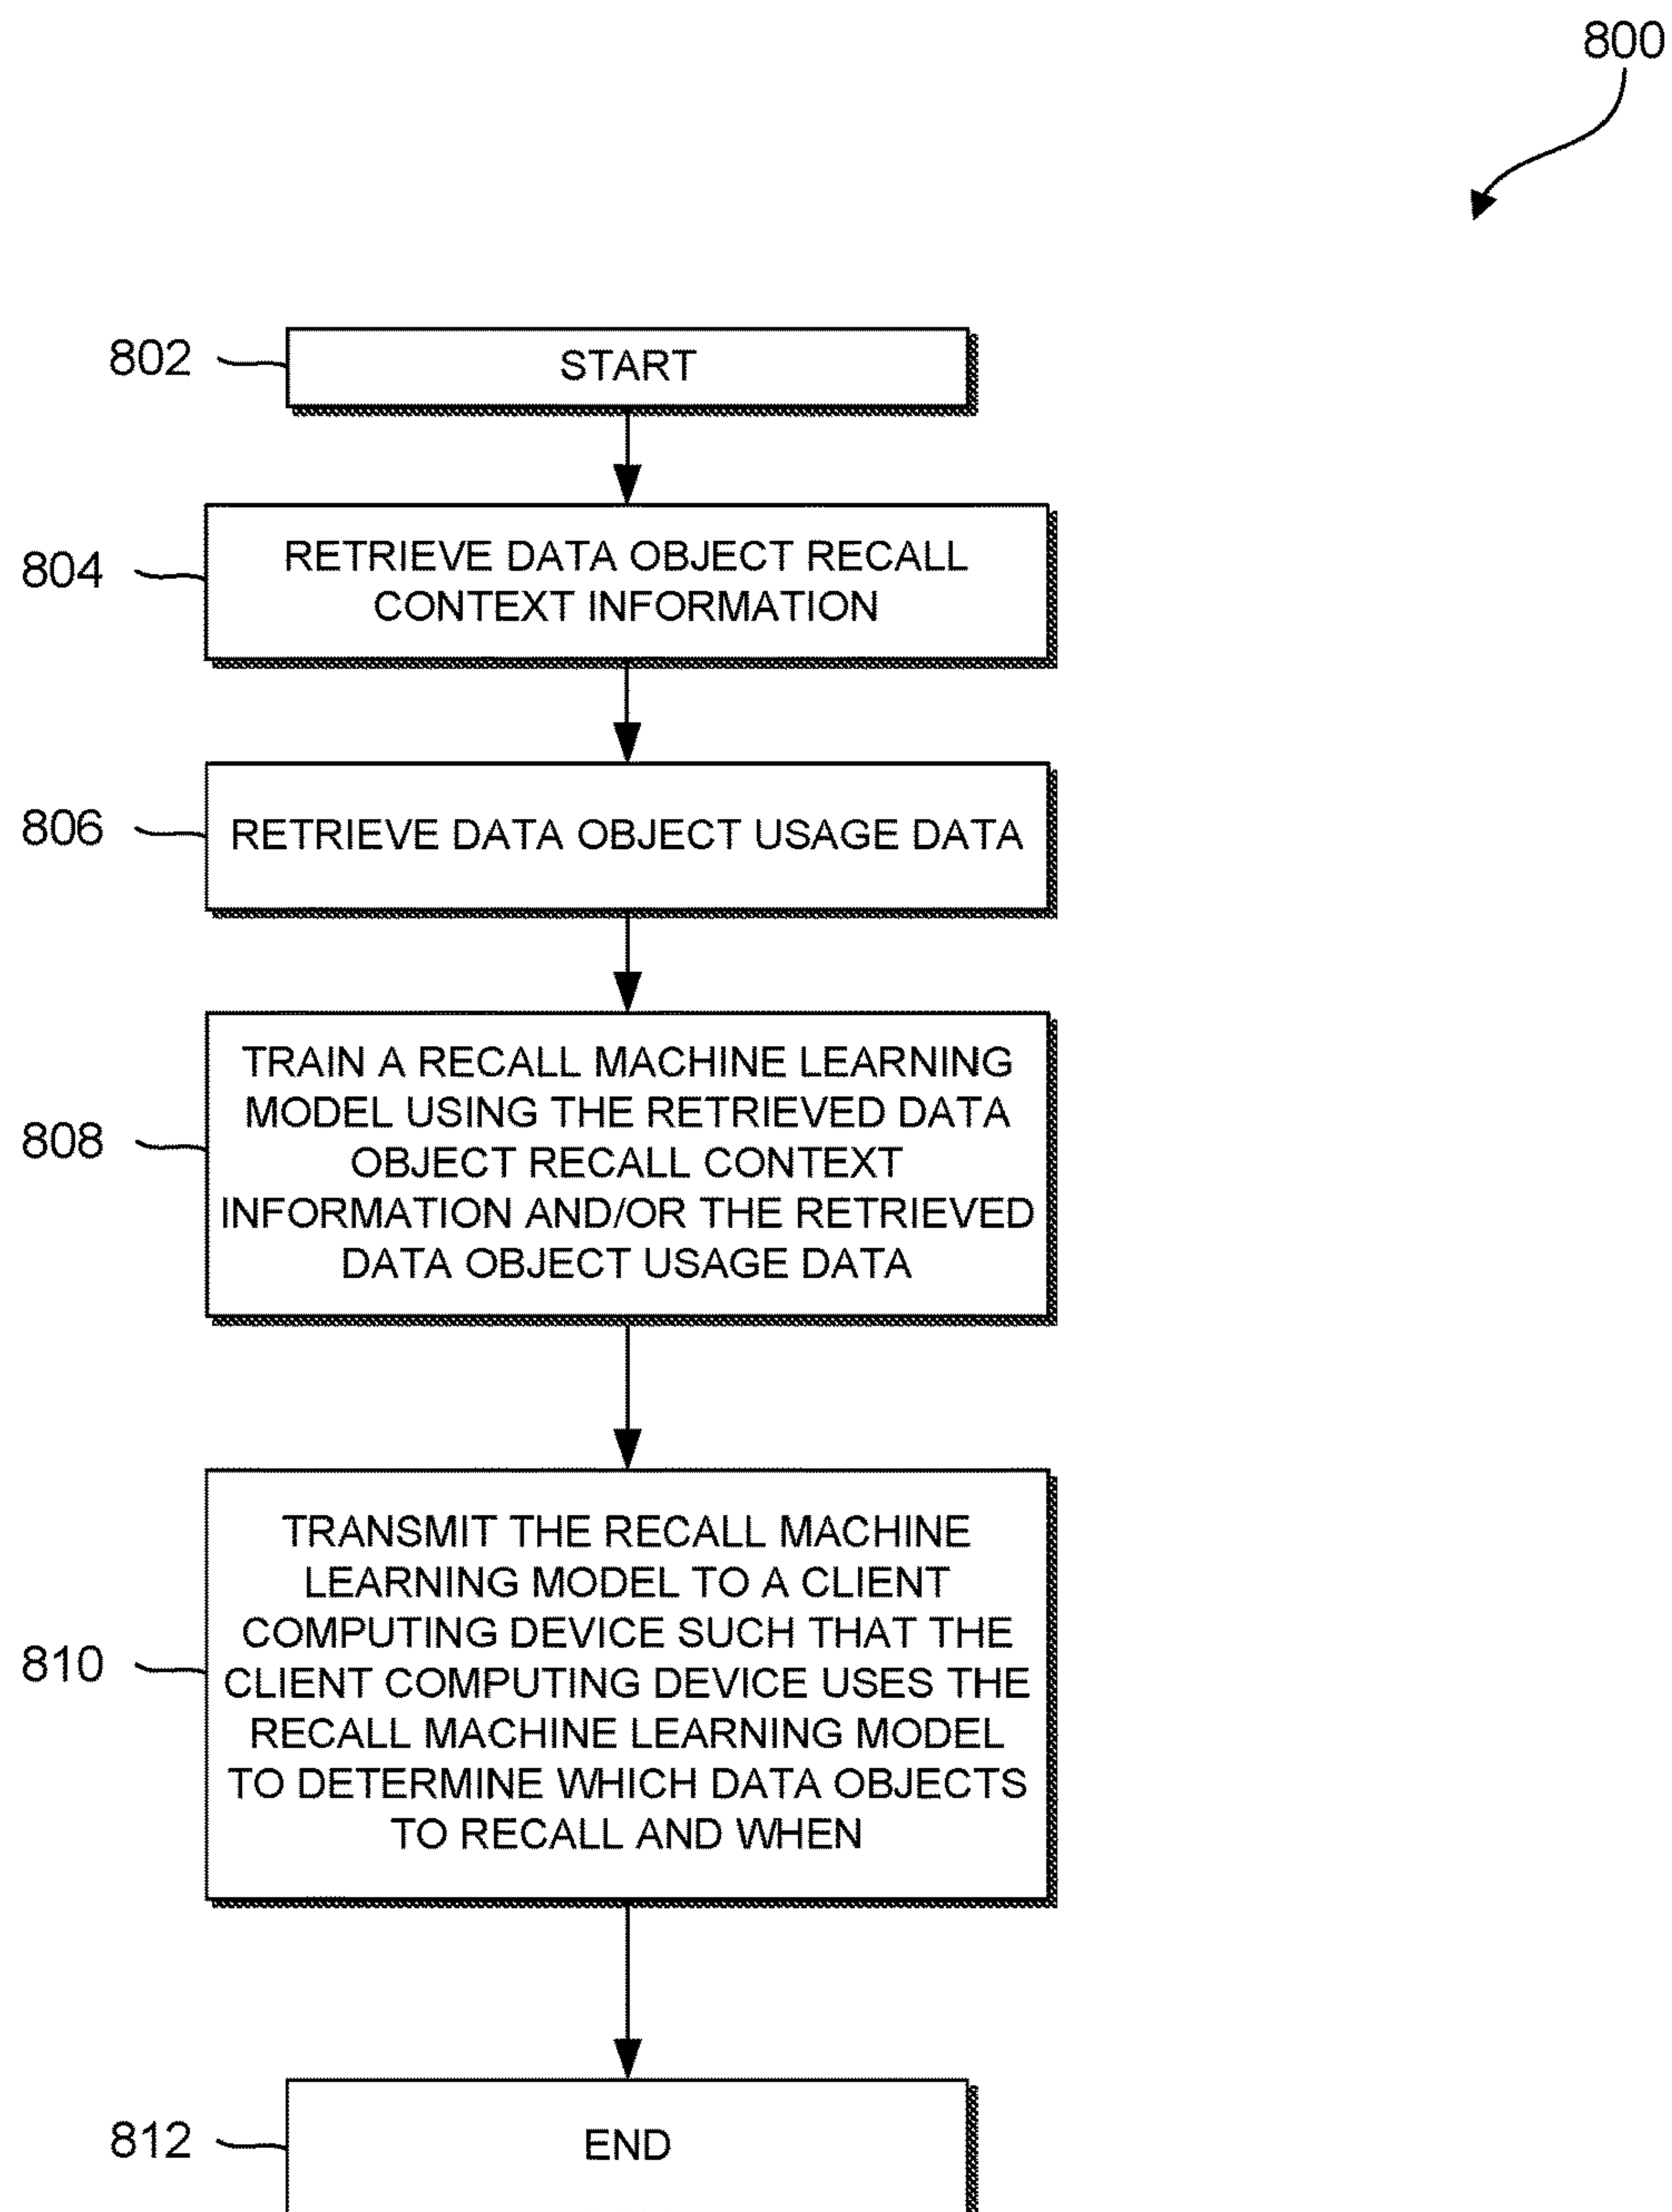 800
802
START
804
RETRIEVE DATA OBJECT RECALL
CONTEXT INFORMATION
806
RETRIEVE DATA OBJECT USAGE DATA
808
TRAIN A RECALL MACHINE LEARNING
MODEL USING THE RETRIEVED DATA
OBJECT RECALL CONTEXT
INFORMATION AND/OR THE RETRIEVED
DATA OBJECT USAGE DATA
810
TRANSMIT THE RECALL MACHINE
LEARNING MODEL TO A CLIENT
COMPUTING DEVICE SUCH THAT THE
CLIENT COMPUTING DEVICE USES THE
RECALL MACHINE LEARNING MODEL
TO DETERMINE WHICH DATA OBJECTS
TO RECALL AND WHEN
812
END